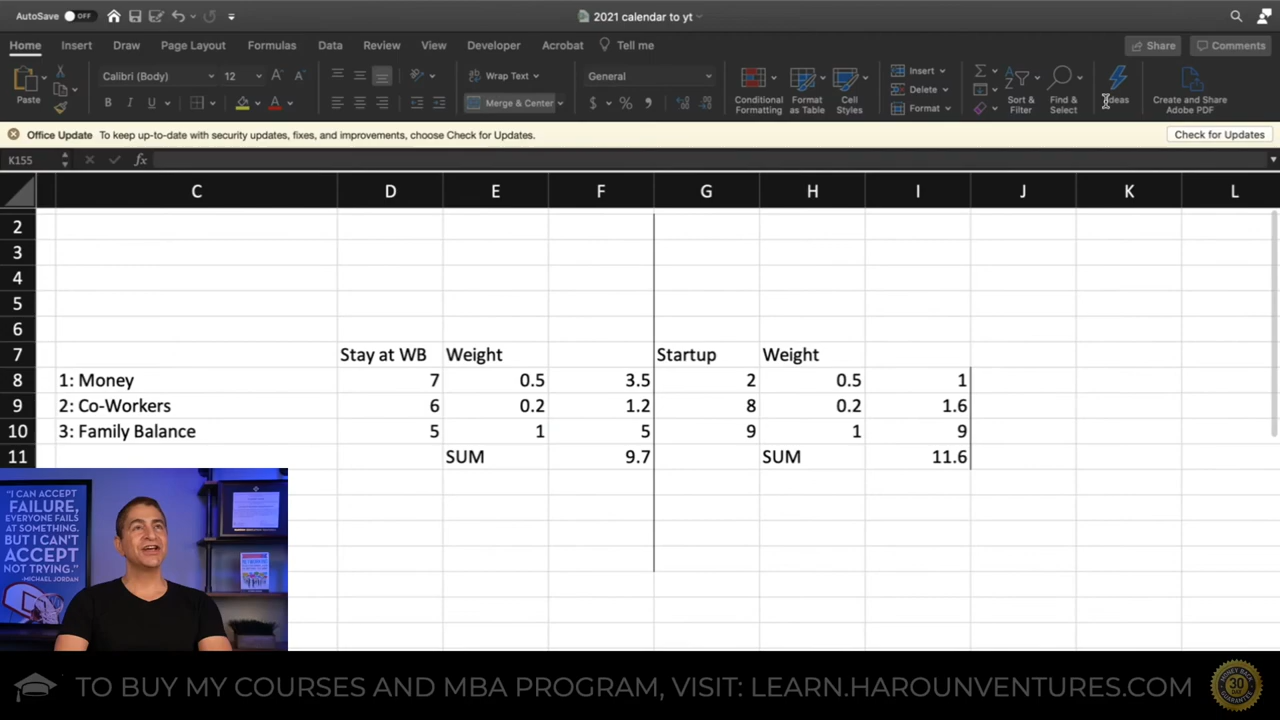 AutoSave OFF 2021 calendar to yt
Home Insert Draw Page Layout Formulas Data Review View Developer Acrobat Tell me Share Comments
Paste Calibri (Body) 12 Wrap Text General Insert
B I U Merge & Center $ % Conditional Formatting Format as Table Cell Styles Delete Format Sort & Filter Find & Select Ideas Create and Share Adobe PDF
Office Update To keep up-to-date with security updates, fixes, and improvements, choose Check for Updates. Check for Updates
K155 fx
C D E F G H I J K L
2
3
4
5
6
7 Stay at WB Weight Startup Weight
8 1: Money 7 0.5 3.5 2 0.5 1
9 2: Co-Workers 6 0.2 1.2 8 0.2 1.6
10 3: Family Balance 5 1 5 9 1 9
11 SUM 9.7 SUM 11.6
"I CAN ACCEPT
FAILURE,
EVERYONE FAILS
AT SOMETHING.
BUT I CAN'T
ACCEPT
NOT TRYING."
-MICHAEL JORDAN
TO BUY MY COURSES AND MBA PROGRAM, VISIT: LEARN.HAROUNVENTURES.COM
30
DAY